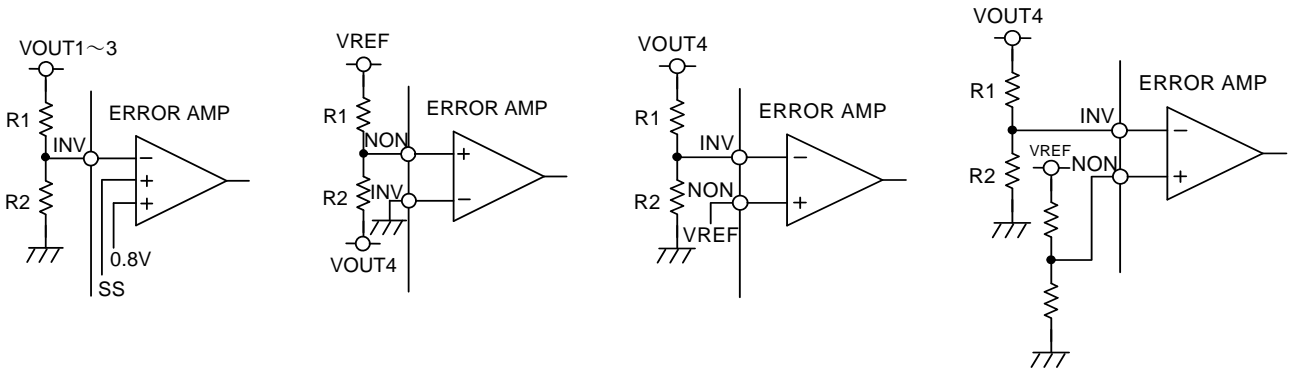 VOUT1～3
R1
ERROR AMP
INV
−
+
R2
+
0.8V
SS
VREF
R1
ERROR AMP
NON
+
R2
INV
−
VOUT4
VOUT4
R1
ERROR AMP
INV
−
R2
NON
+
VREF
VOUT4
R1
ERROR AMP
INV
−
VREF
R2
NON
+